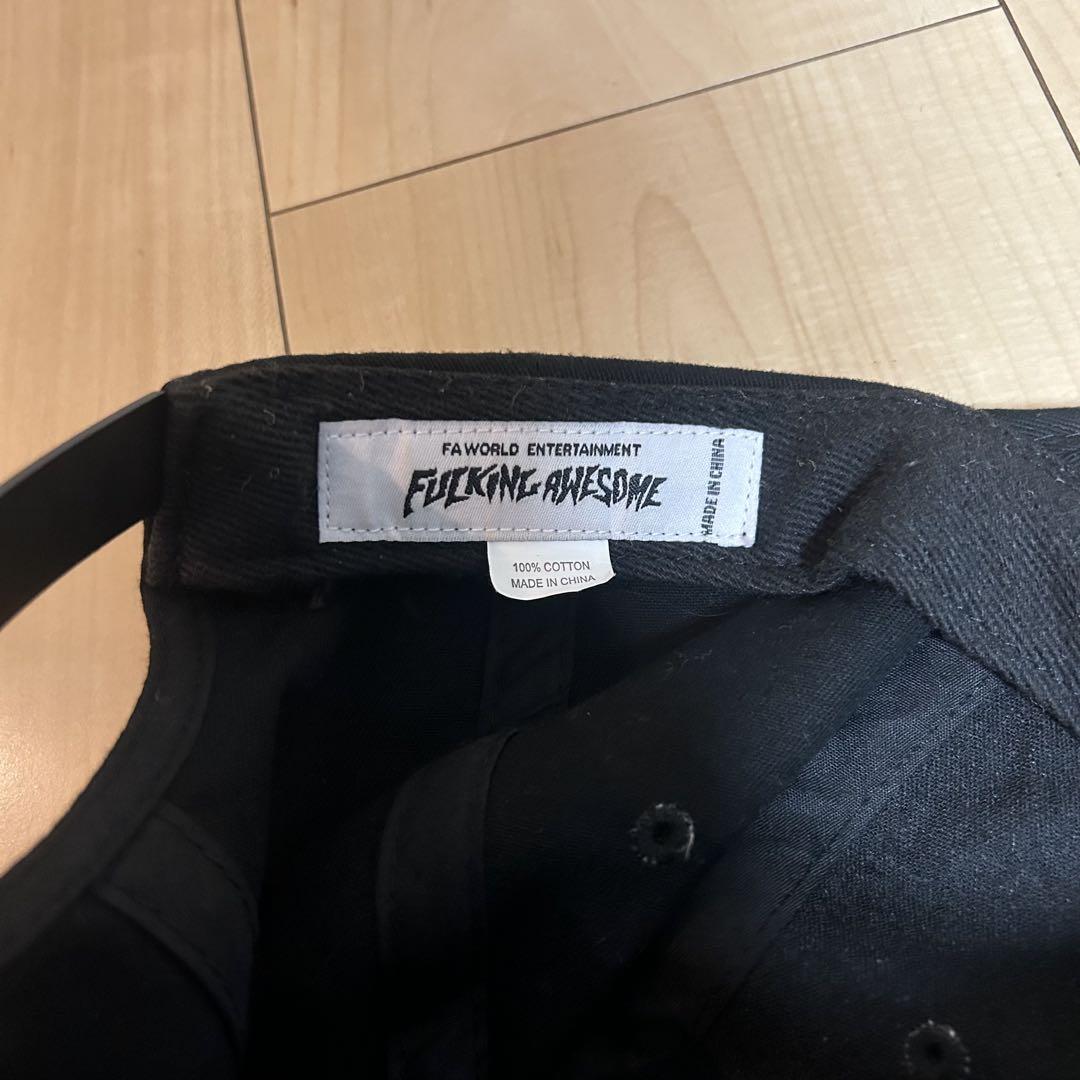 FA WORLD ENTERTAINMENT
FUCKING AWESOME
MADE IN CHINA
100% COTTON
MADE IN CHINA